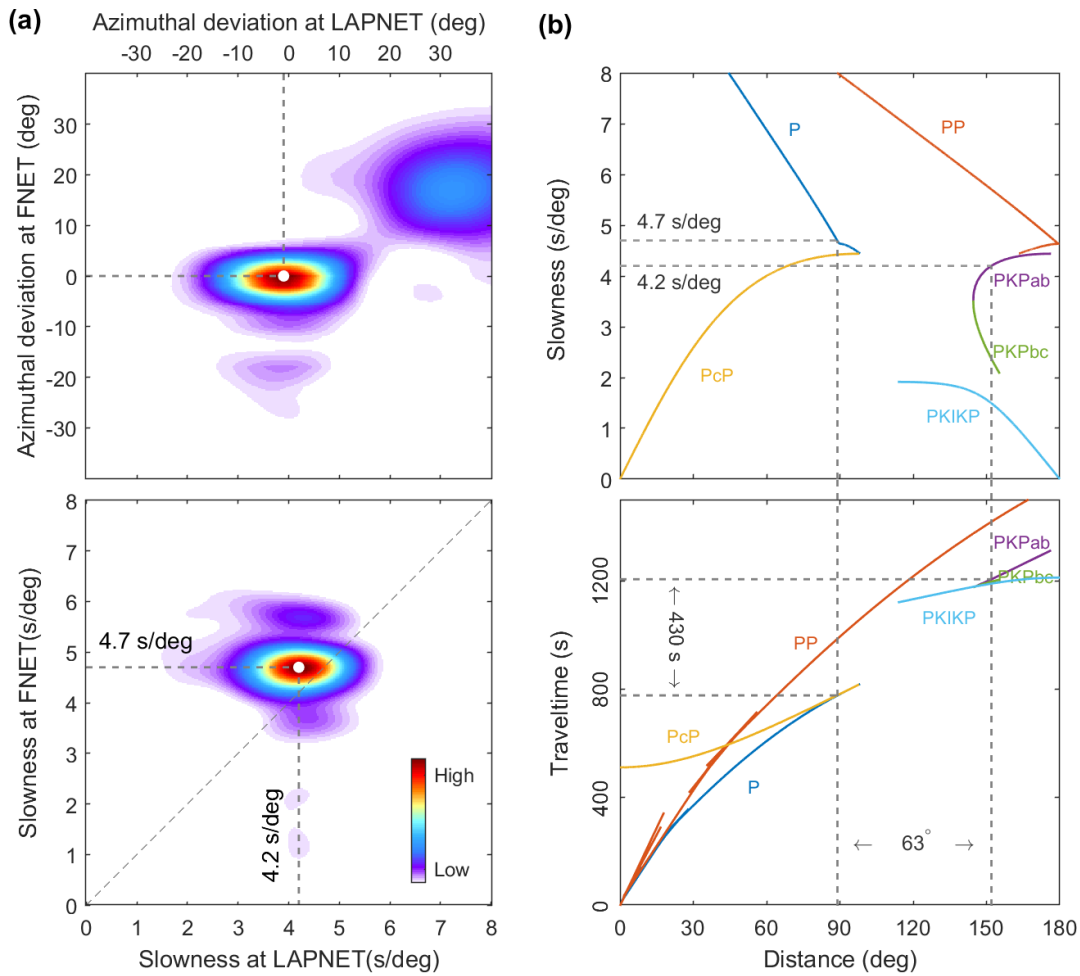 (a)
Azimuthal deviation at LAPNET (deg)
-30 -20 -10 0 10 20 30
Azimuthal deviation at FNET (deg)
30
20
10
0
-10
-20
-30
8
7
6
5
4
3
2
1
0
Slowness at FNET(s/deg)
4.7 s/deg
4.2 s/deg
High
Low
0 1 2 3 4 5 6 7 8
Slowness at LAPNET(s/deg)
(b)
8
7
6
5
4
3
2
1
0
Slowness (s/deg)
P
PP
4.7 s/deg
4.2 s/deg
PKPab
PKPbc
PcP
PKIKP
1200
800
400
0
Traveltime (s)
PKPab
PKPbc
PKIKP
PP
← 430 s →
PcP
P
← 63° →
0 30 60 90 120 150 180
Distance (deg)